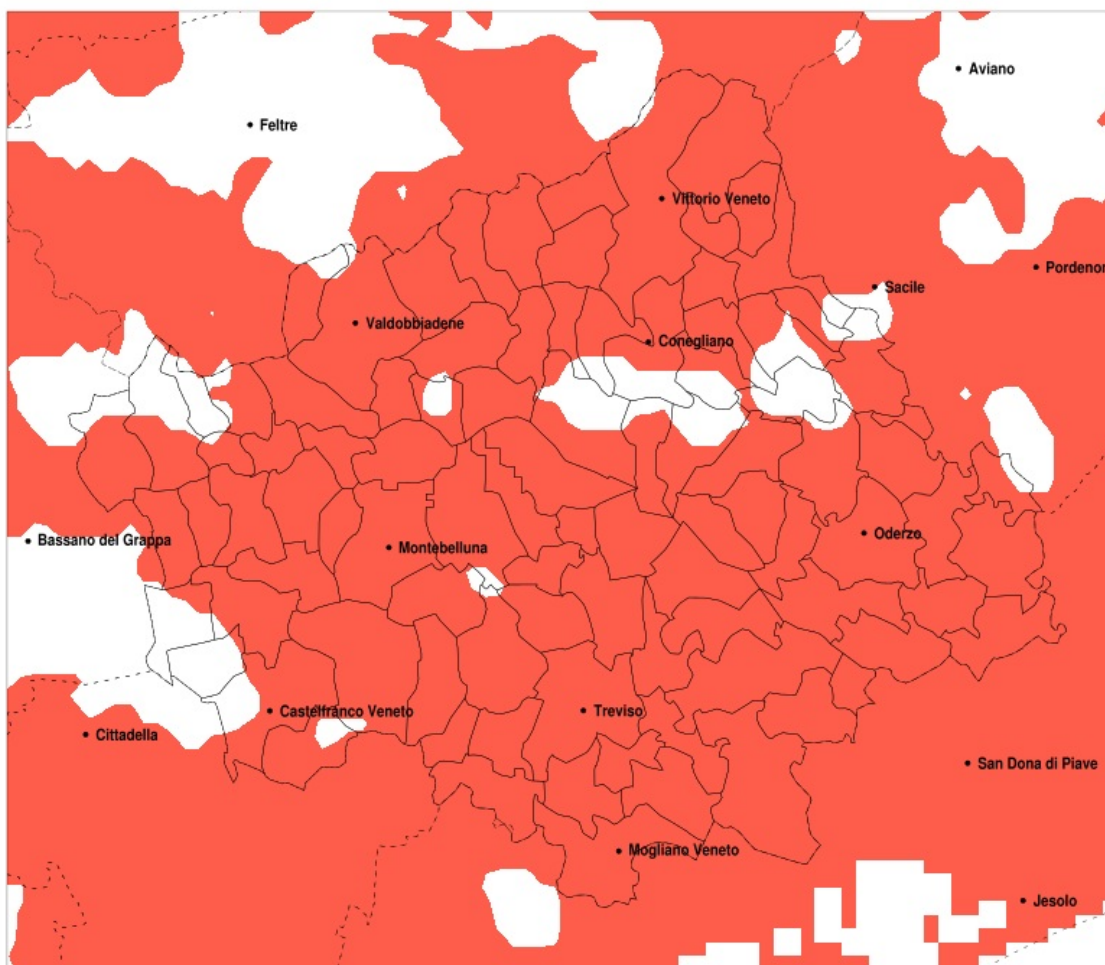 Aviano
Feltre
Vittorio Veneto
Pordenon
Sacile
Valdobbiadene
Conegliano
Oderzo
Bassano del Grappa
Montebelluna
Castelfranco Veneto
Treviso
Cittadella
San Dona di Piave
Mogliano Veneto
Jesolo